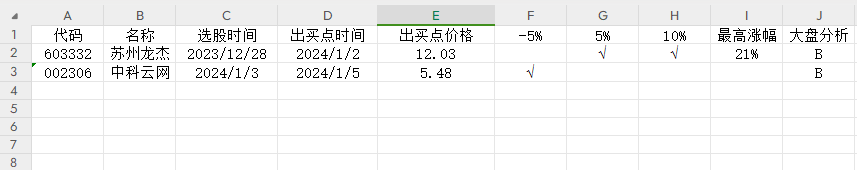 A B C D E F G H I J
1 代码 名称 选股时间 出买点时间 出买点价格 -5% 5% 10% 最高涨幅 大盘分析
2 603332 苏州龙杰 2023/12/28 2024/1/2 12.03 √ √ 21% B
3 002306 中科云网 2024/1/3 2024/1/5 5.48 √ B
4
5
6
7
8